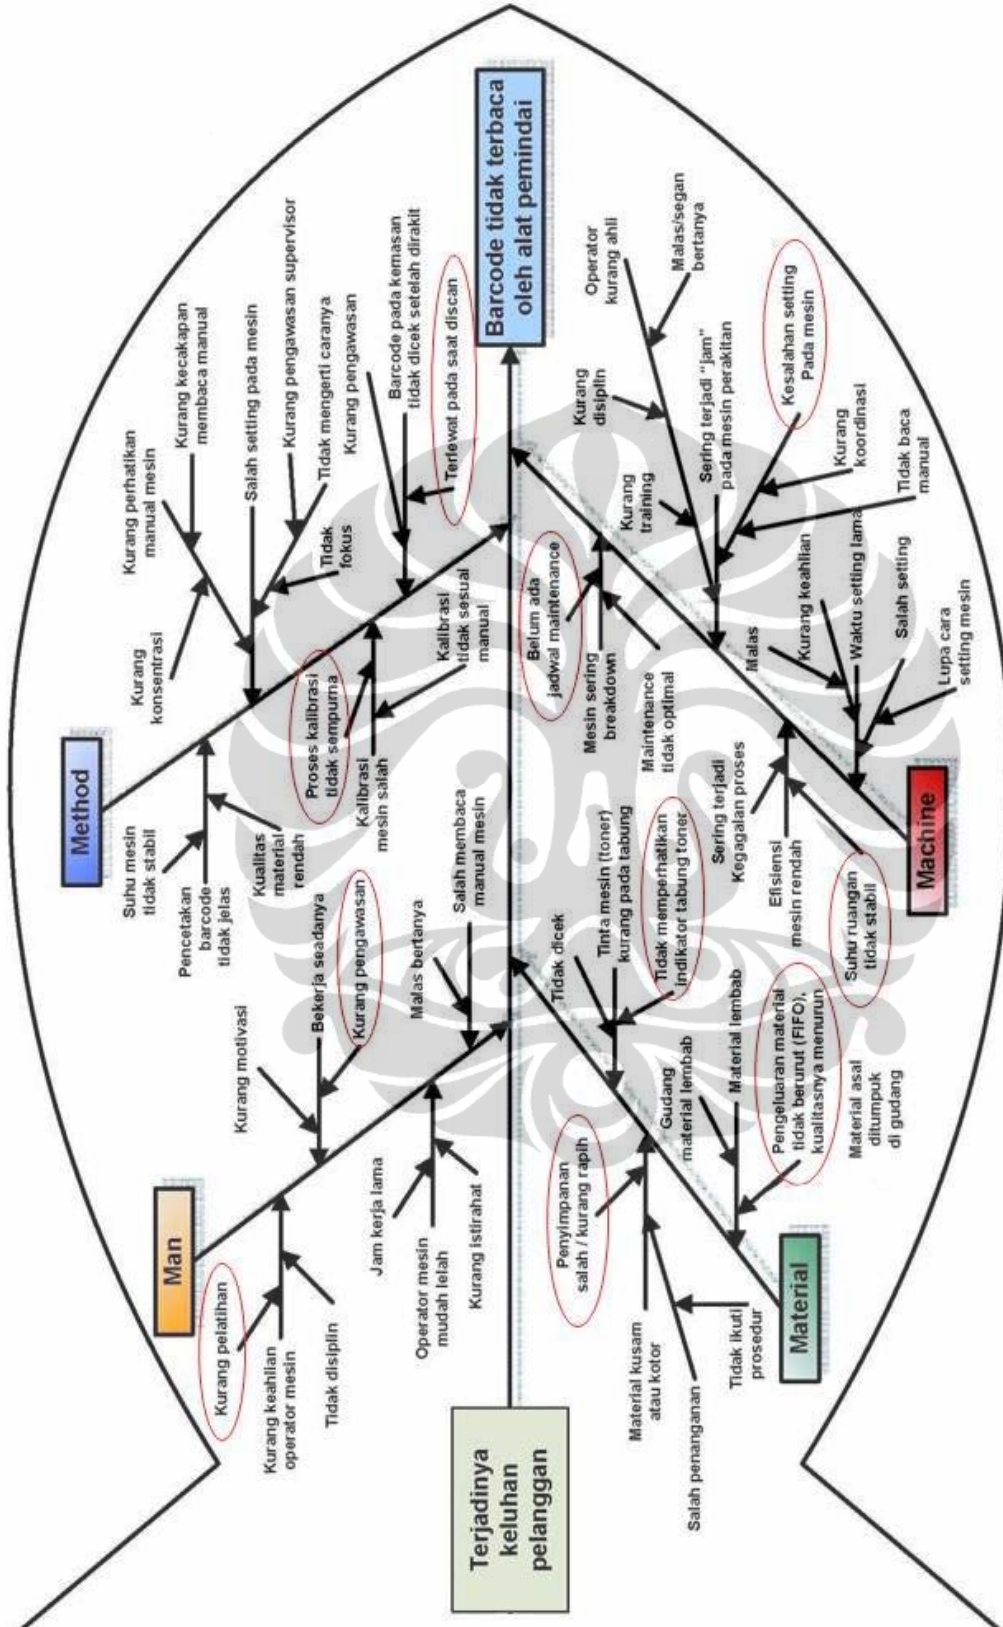 Method
Suhu mesin
tidak stabil
Pencetakan
barcode
tidak jelas
Kualitas
material
rendah
Kurang
konsentrasi
Kurang perhatikan
manual mesin
Kurang kecakapan
membaca manual
Salah setting pada mesin
Kurang pengawasan supervisor
Tidak
fokus
Tidak mengerti caranya
Kurang pengawasan
Barcode pada kemasan
tidak dicek setelah dirakit
Terlewat pada saat discan
Proses kalibrasi
tidak sempurna
Kalibrasi
mesin salah
Kalibrasi
tidak sesuai
manual
Man
Kurang pelatihan
Kurang keahlian
operator mesin
Tidak disiplin
Kurang motivasi
Bekerja seadanya
Kurang pengawasan
Jam kerja lama
Operator mesin
mudah lelah
Kurang istirahat
Malas bertanya
Salah membaca
manual mesin
Terjadinya
keluhan
pelanggan
Barcode tidak terbaca
oleh alat pemindai
Material
Penyimpanan
salah / kurang rapih
Material kusam
atau kotor
Salah penanganan
Tidak ikuti
prosedur
Tidak dicek
Tinta mesin (toner)
kurang pada tabung
Tidak memperhatikan
indikator tabung toner
Gudang
material lembab
Material lembab
Pengeluaran material
tidak berurut (FIFO),
kualitasnya menurun
Material asal
ditumpuk
di gudang
Machine
Belum ada
jadwal maintenance
Mesin sering
breakdown
Maintenance
tidak optimal
Sering terjadi
Kegagalan proses
Efisiensi
mesin rendah
Suhu ruangan
tidak stabil
Kurang
disiplin
Operator
kurang ahli
Malas/segan
bertanya
Kurang
training
Sering terjadi "jam"
pada mesin perakitan
Kesalahan setting
Pada mesin
Kurang
koordinasi
Tidak baca
manual
Malas
Kurang keahlian
Waktu setting lama
Salah setting
Lupa cara
setting mesin